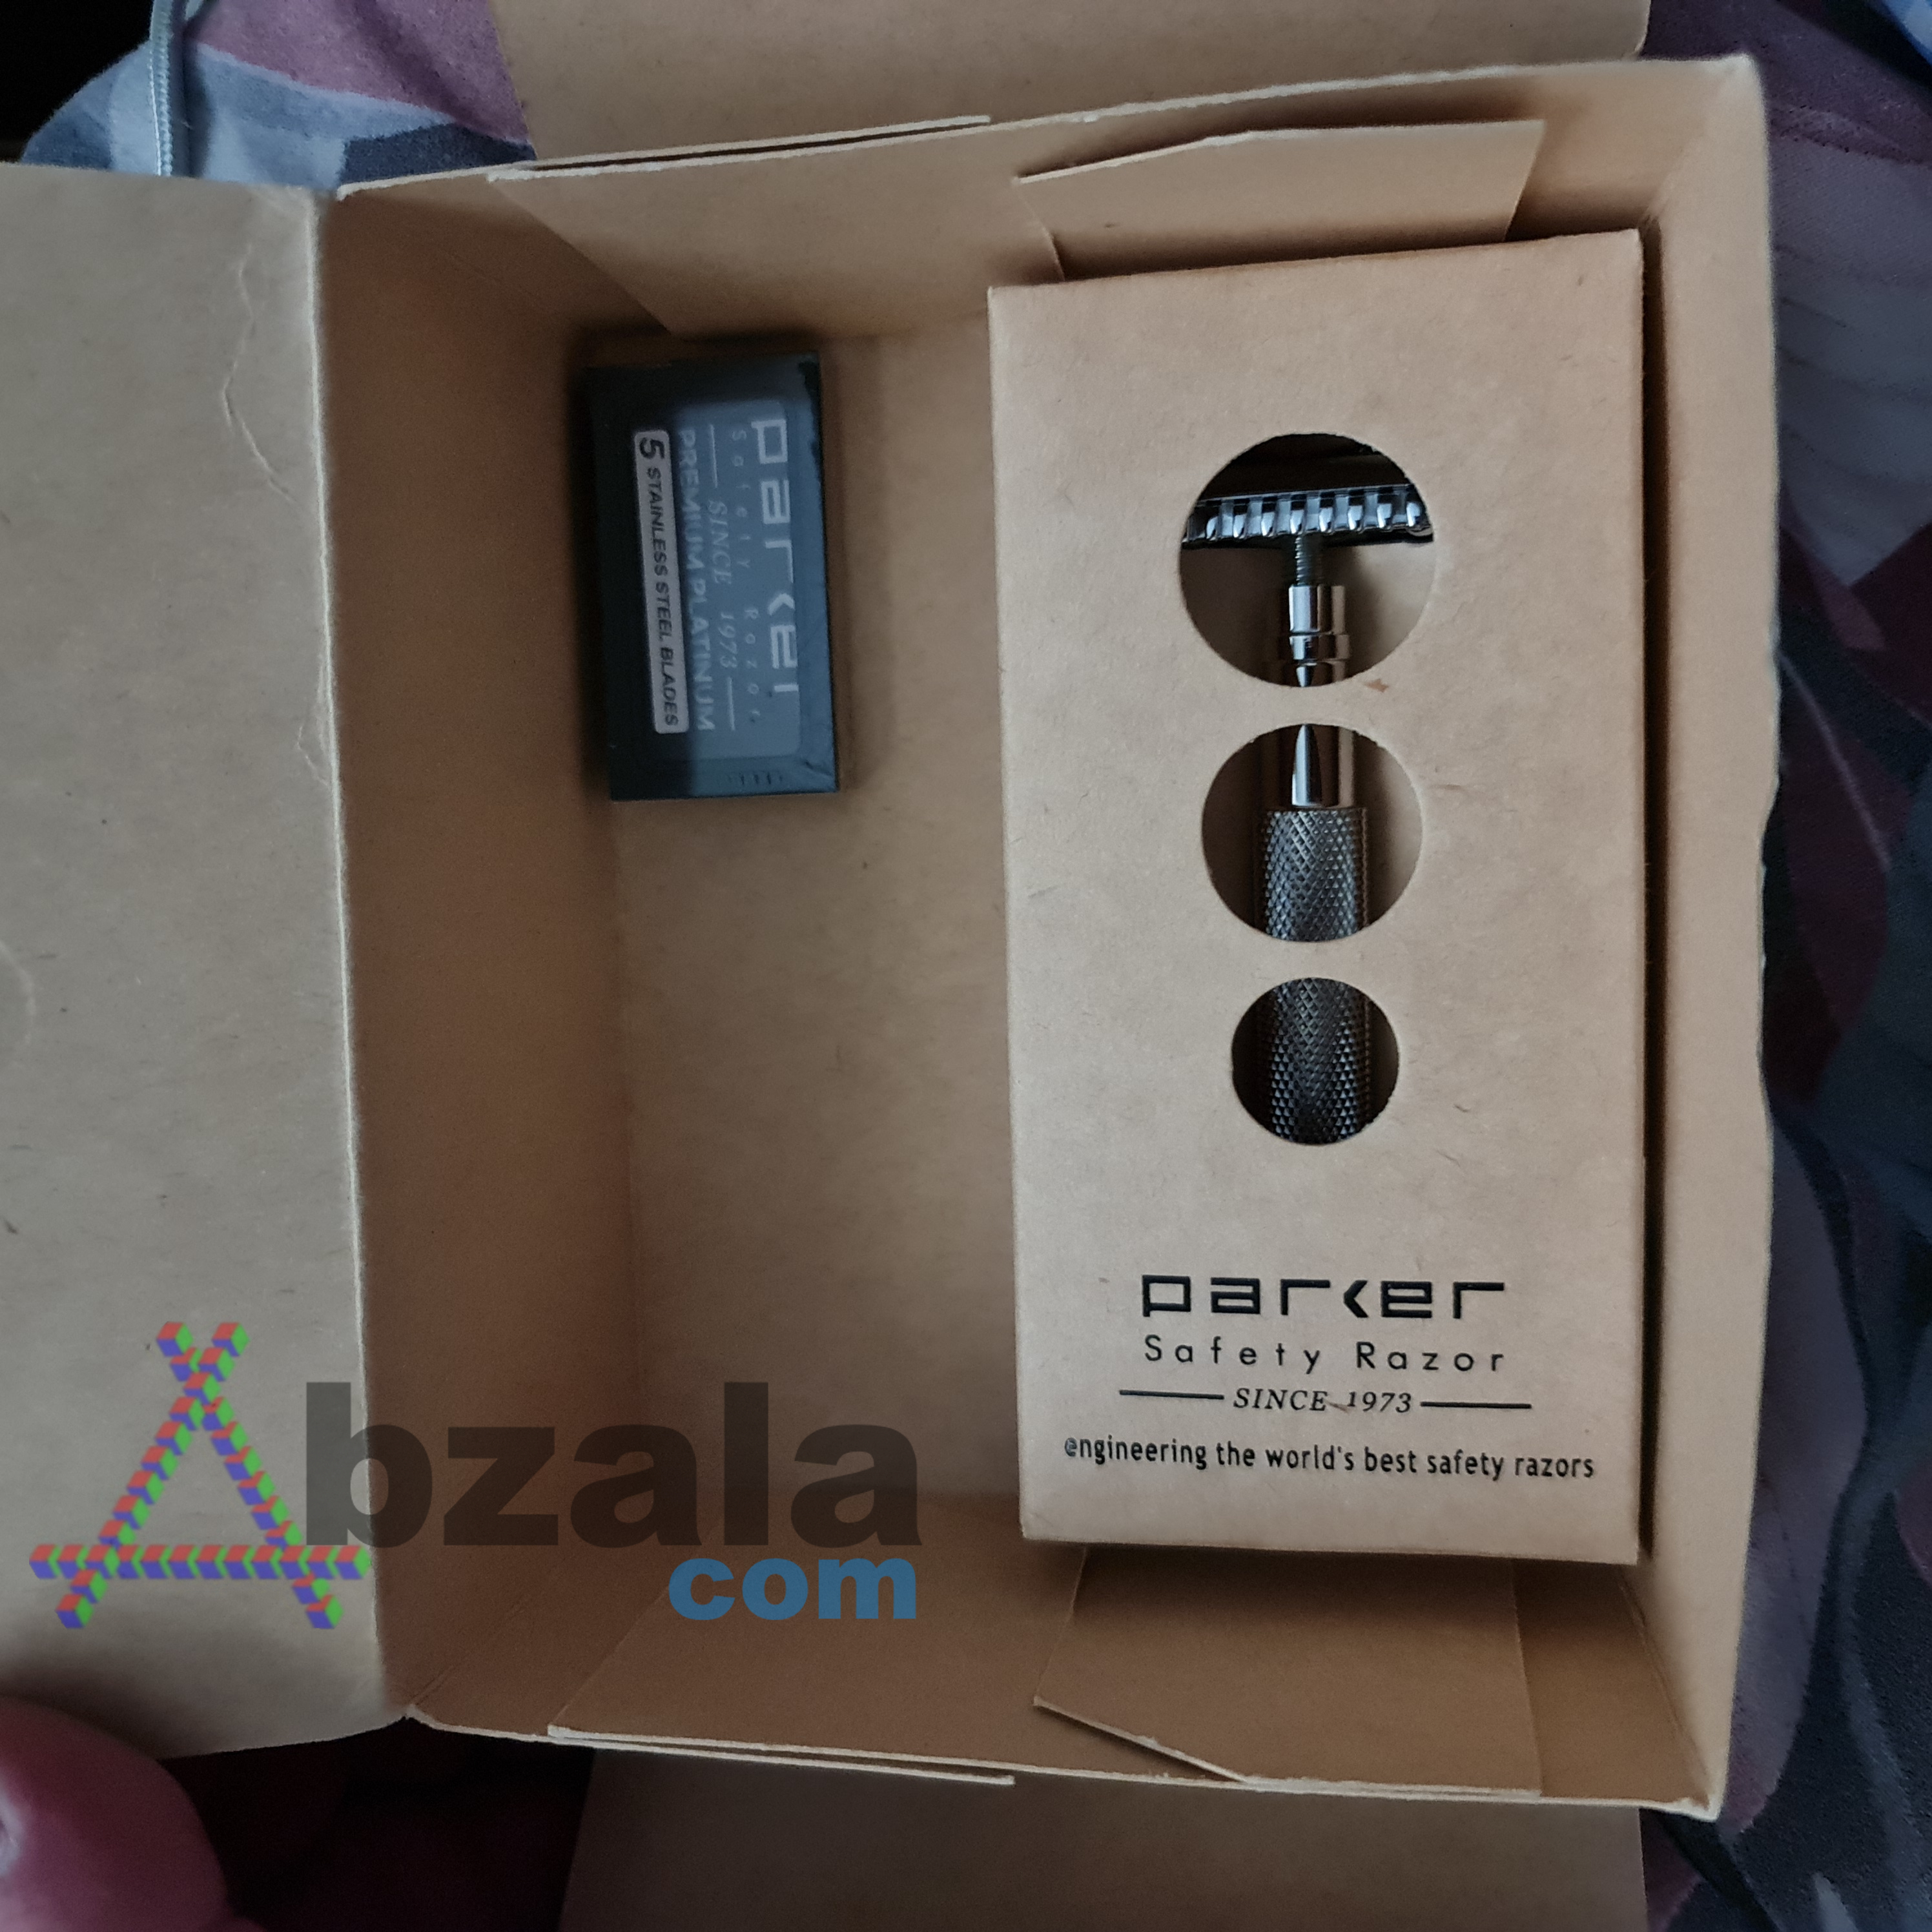 parker
Safety Razor
SINCE 1973
PREMIUM PLATINUM
5 STAINLESS STEEL BLADES
parker
Safety Razor
SINCE 1973
engineering the world's best safety razors
Abzala
com